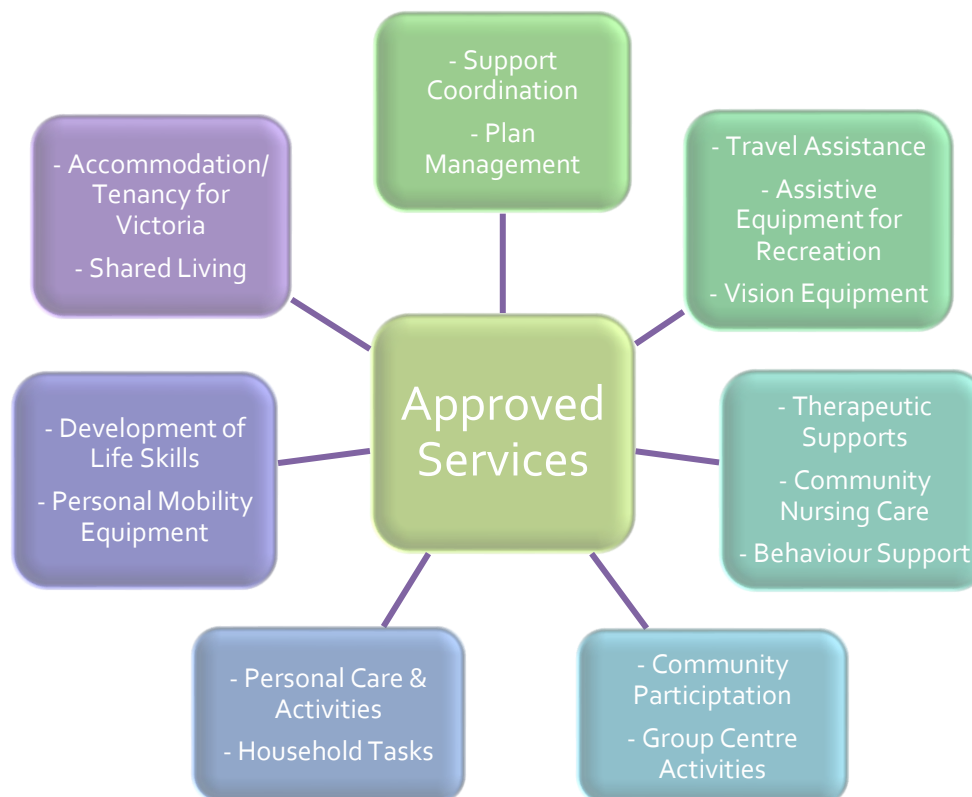 - Support
Coordination
- Plan
Management
- Travel Assistance
- Assistive
Equipment for
Recreation
- Vision Equipment
- Therapeutic
Supports
- Community
Nursing Care
- Behaviour Support
- Community
Participtation
- Group Centre
Activities
- Personal Care &
Activities
- Household Tasks
- Development of
Life Skills
- Personal Mobility
Equipment
- Accommodation/
Tenancy for
Victoria
- Shared Living
Approved
Services